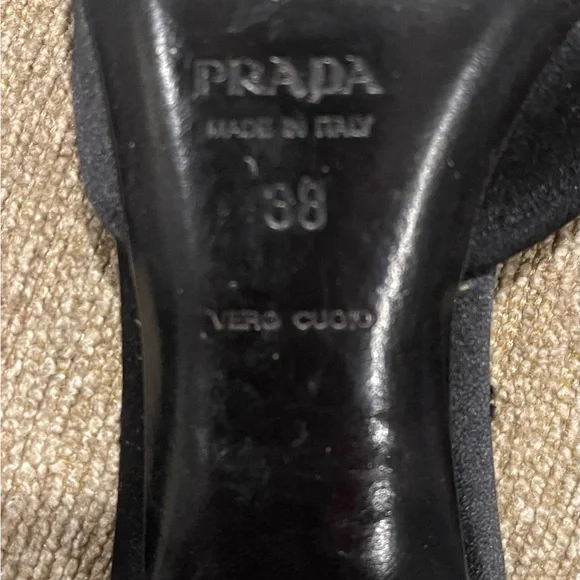 PRADA
MADE IN ITALY
38
VERO CUOIO